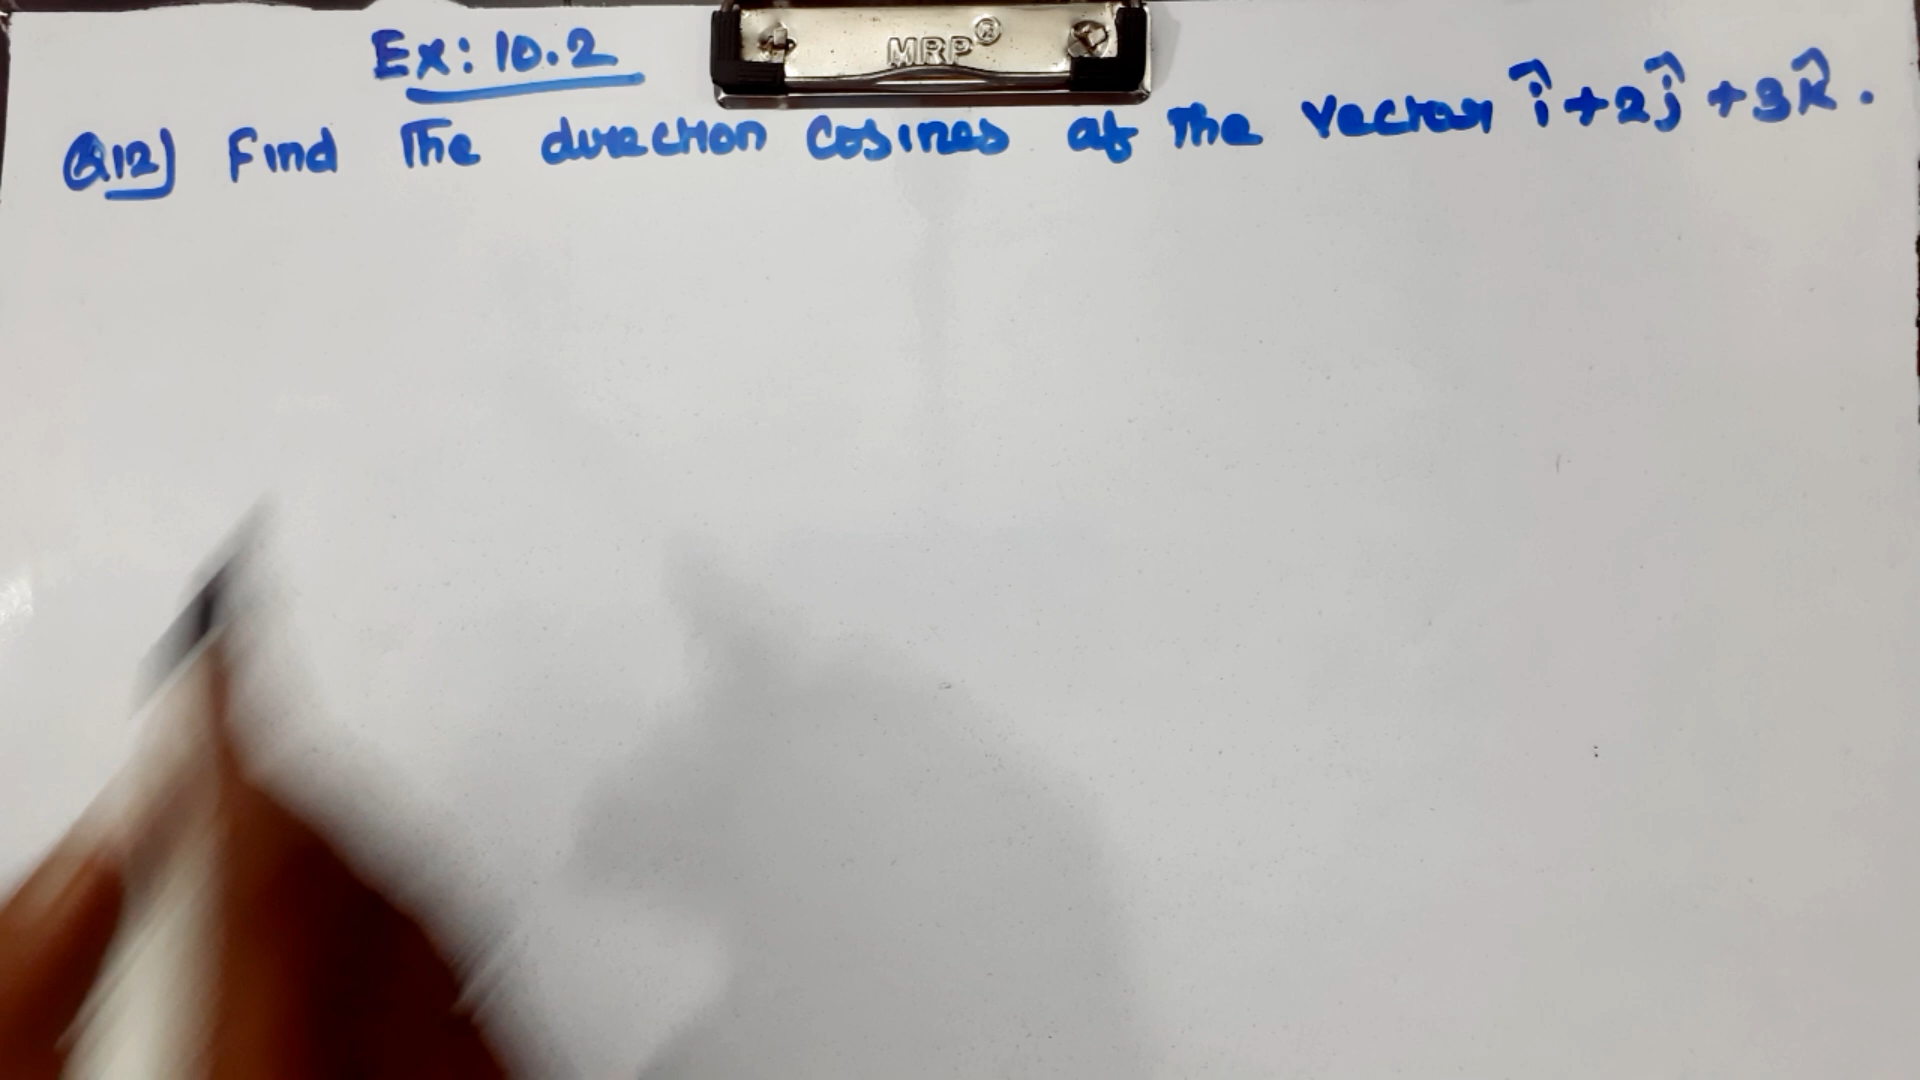 Ex: 10.2
MRP®
Q12) Find The direction cosines of The vector î+2ĵ+3k̂.